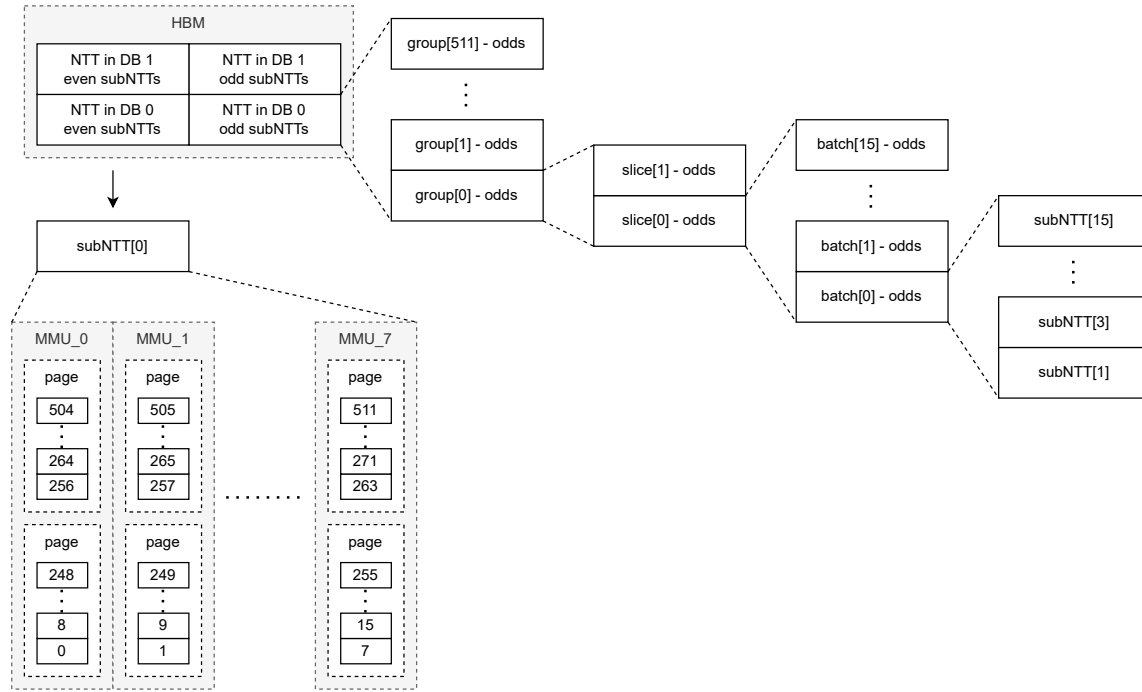 HBM
NTT in DB 1
even subNTTs
NTT in DB 1
odd subNTTs
NTT in DB 0
even subNTTs
NTT in DB 0
odd subNTTs
group[511] - odds
group[1] - odds
group[0] - odds
slice[1] - odds
slice[0] - odds
batch[15] - odds
batch[1] - odds
batch[0] - odds
subNTT[15]
subNTT[3]
subNTT[1]
subNTT[0]
MMU_0
page
504
264
256
page
248
8
0
MMU_1
page
505
265
257
page
249
9
1
MMU_7
page
511
271
263
page
255
15
7